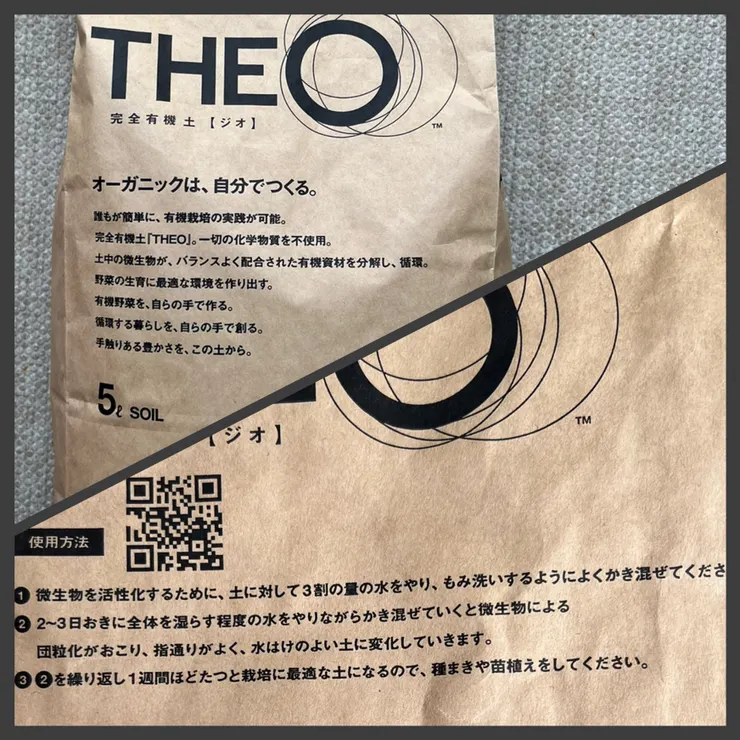 THEO
TM
完全有機土【ジオ】
オーガニックは、自分でつくる。
誰もが簡単に、有機栽培の実践が可能。
完全有機土『THEO』。一切の化学物質を不使用。
土中の微生物が、バランスよく配合された有機資材を分解し、循環。
野菜の生育に最適な環境を作り出す。
有機野菜を、自らの手で作る。
循環する暮らしを、自らの手で創る。
手触りある豊かさを、この土から。
5ℓ SOIL
TM
【ジオ】
使用方法
❶ 微生物を活性化するために、土に対して3割の量の水をやり、もみ洗いするようによくかき混ぜてくださ
❷ 2~3日おきに全体を湿らす程度の水をやりながらかき混ぜていくと微生物による
団粒化がおこり、指通りがよく、水はけのよい土に変化していきます。
❸ ❷を繰り返し1週間ほどたつと栽培に最適な土になるので、種まきや苗植えをしてください。